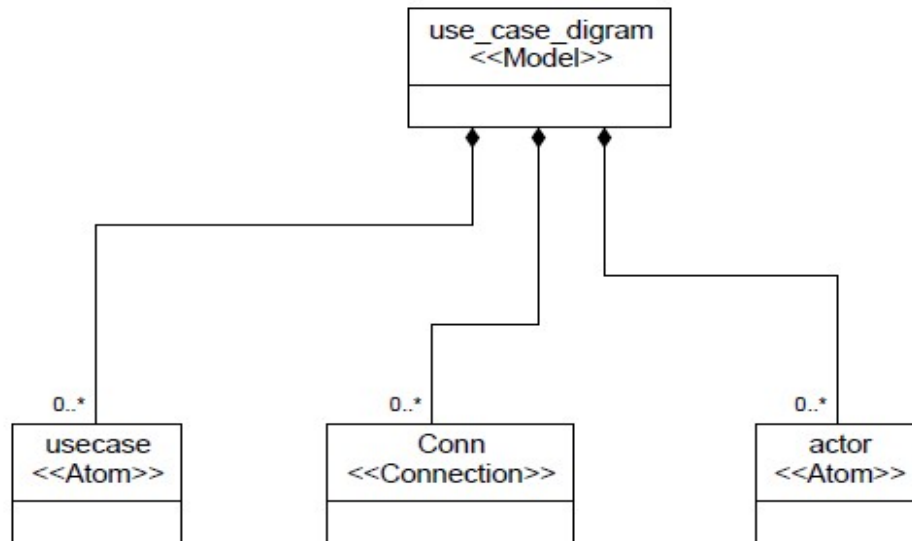 use_case_digram
<<Model>>
0..*
0..*
0..*
usecase
<<Atom>>
Conn
<<Connection>>
actor
<<Atom>>